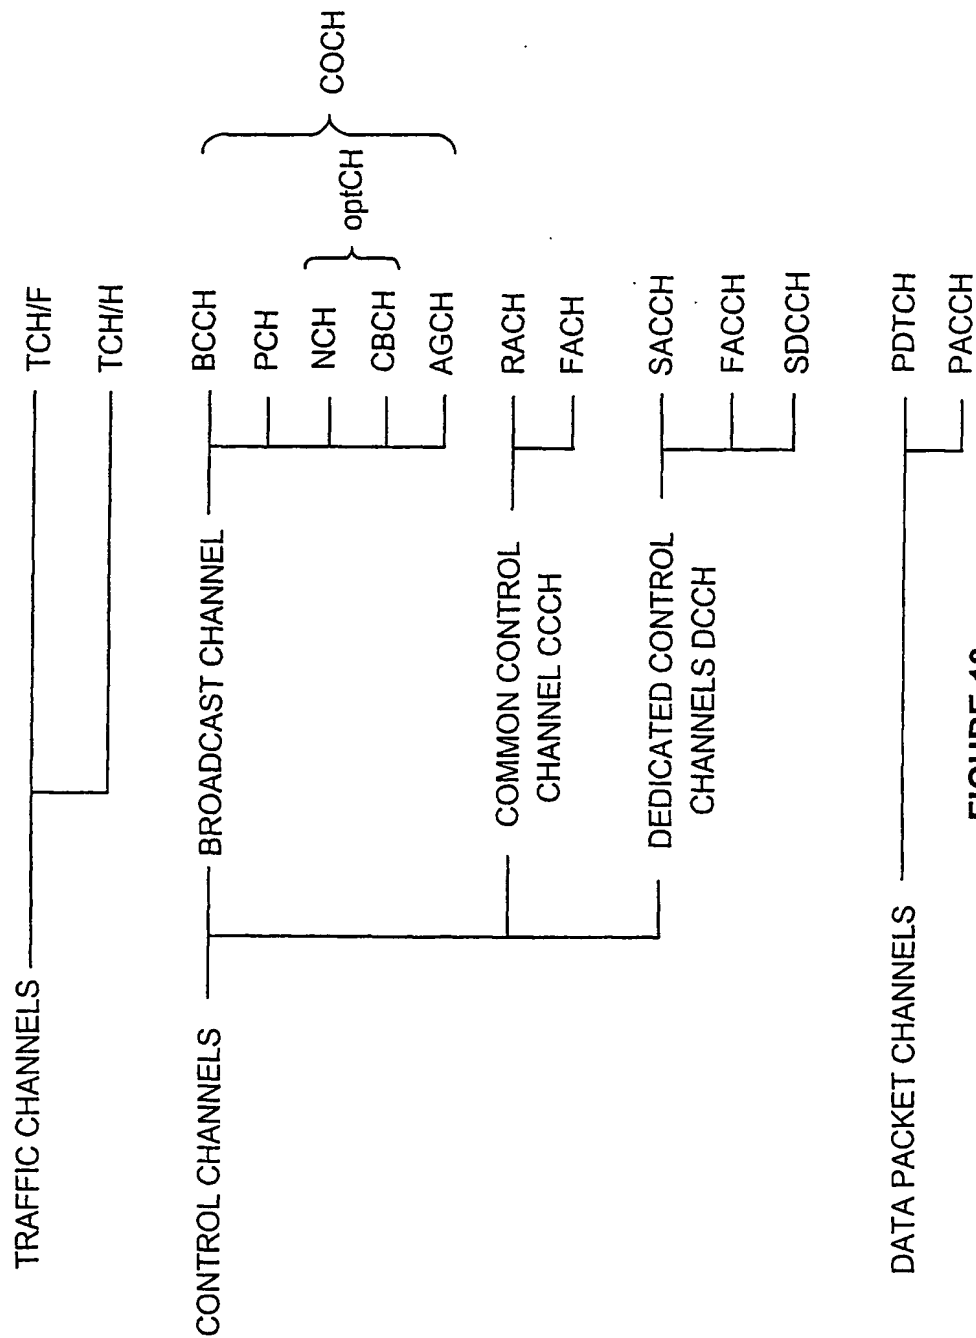 TRAFFIC CHANNELS
TCH/F
TCH/H
CONTROL CHANNELS
BROADCAST CHANNEL
BCCH
PCH
NCH
CBCH
AGCH
optCH
COCH
COMMON CONTROL
CHANNEL CCCH
RACH
FACH
DEDICATED CONTROL
CHANNELS DCCH
SACCH
FACCH
SDCCH
DATA PACKET CHANNELS
PDTCH
PACCH
FIGURE